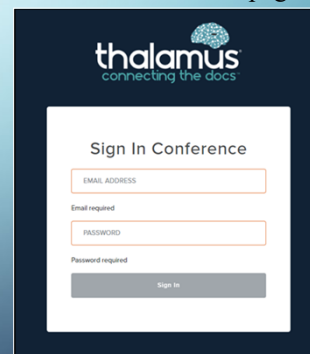 thalamus
connecting the docs
Sign In Conference
EMAIL ADDRESS
Email required
PASSWORD
Password required
Sign In